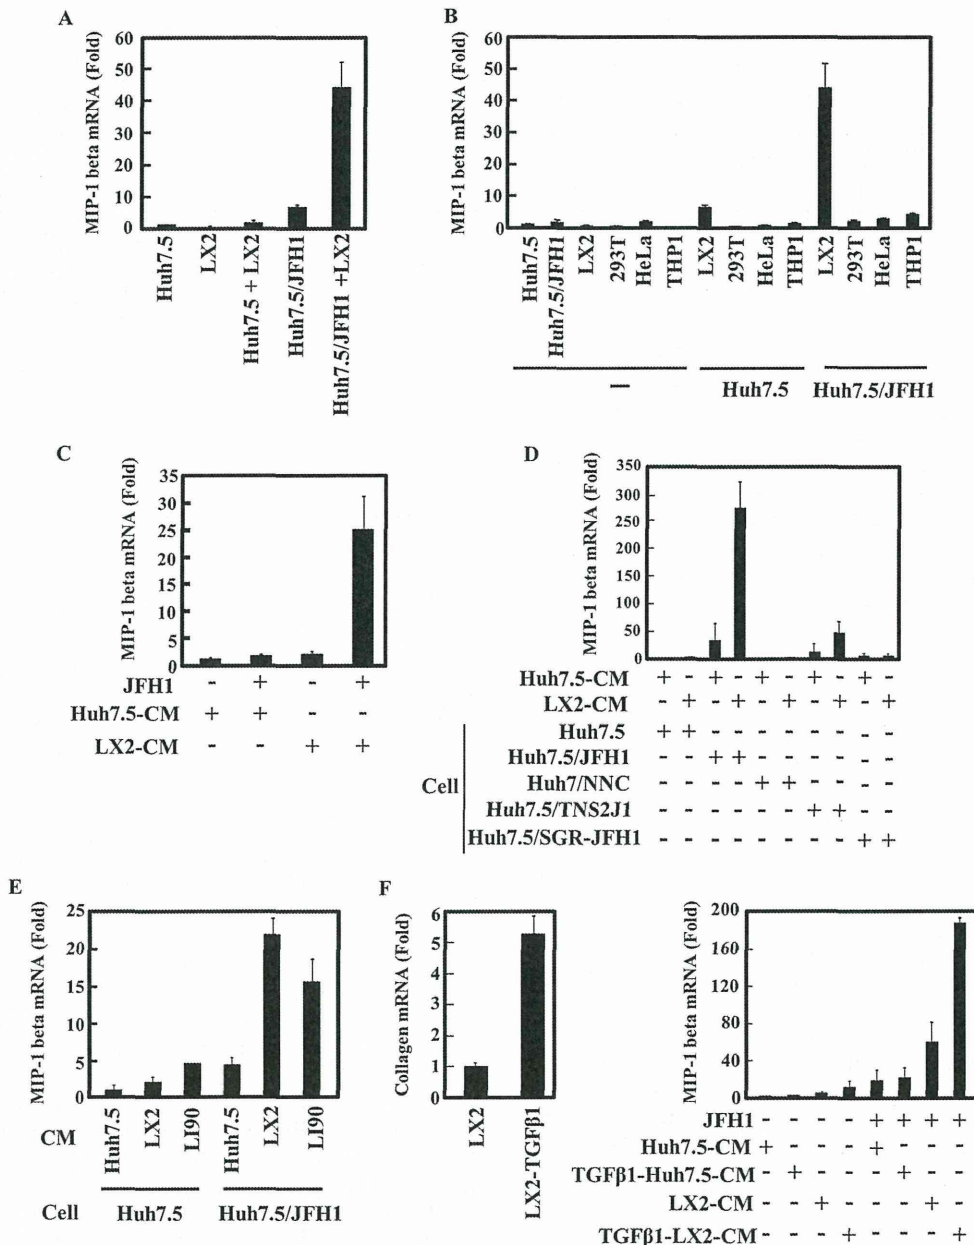 A
MIP-1 beta mRNA (Fold)
60
50
40
30
20
10
0
Huh7.5
LX2
Huh7.5 + LX2
Huh7.5/JFH1
Huh7.5/JFH1 +LX2
B
MIP-1 beta mRNA (Fold)
60
50
40
30
20
10
0
Huh7.5
Huh7.5/JFH1
LX2
293T
HeLa
THP1
LX2
293T
HeLa
THP1
LX2
293T
HeLa
THP1
—
Huh7.5
Huh7.5/JFH1
C
MIP-1 beta mRNA (Fold)
35
30
25
20
15
10
5
0
JFH1 - + - +
Huh7.5-CM + + - -
LX2-CM - - + +
D
MIP-1 beta mRNA (Fold)
350
300
250
200
150
100
50
0
Huh7.5-CM + - + - + - + - + -
LX2-CM - + - + - + - + - +
Cell
Huh7.5 + + - - - - - - - -
Huh7.5/JFH1 - - + + - - - - - -
Huh7/NNC - - - - + + - - - -
Huh7.5/TNS2J1 - - - - - - + + - -
Huh7.5/SGR-JFH1 - - - - - - - - + +
E
MIP-1 beta mRNA (Fold)
25
20
15
10
5
0
CM
Huh7.5
LX2
LI90
Huh7.5
LX2
LI90
Cell
Huh7.5
Huh7.5/JFH1
F
Collagen mRNA (Fold)
6
5
4
3
2
1
0
LX2
LX2-TGFβ1
MIP-1 beta mRNA (Fold)
200
160
120
80
40
0
JFH1 - - - - + + + +
Huh7.5-CM + - - - + - - -
TGFβ1-Huh7.5-CM - + - - - + - -
LX2-CM - - + - - - + -
TGFβ1-LX2-CM - - - + - - - +